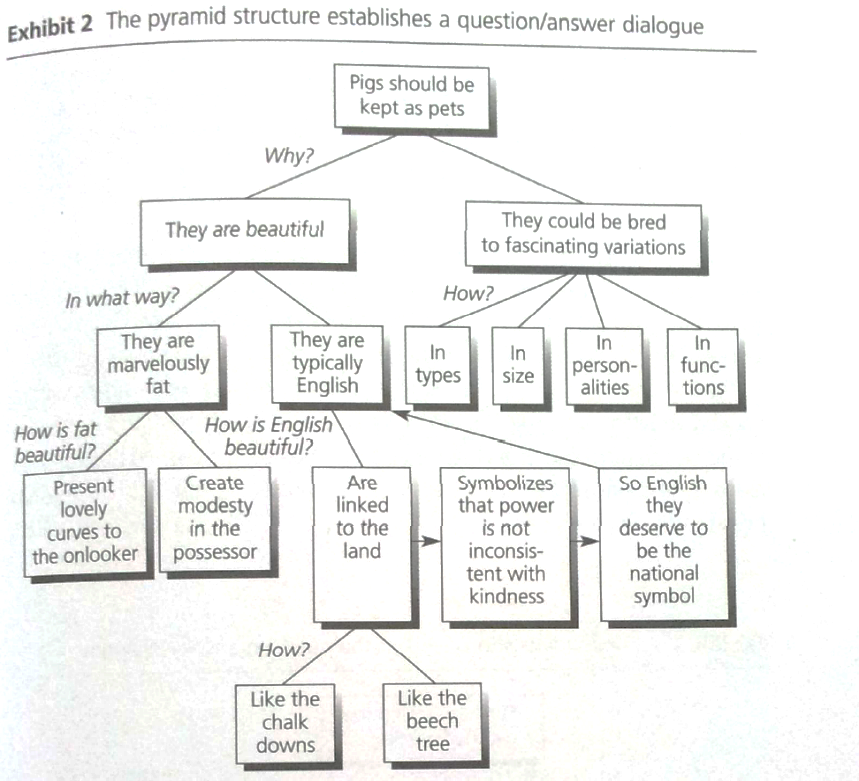 Exhibit 2 The pyramid structure establishes a question/answer dialogue
Pigs should be
kept as pets
Why?
They are beautiful
They could be bred
to fascinating variations
In what way?
How?
They are
marvelously
fat
They are
typically
English
In
types
In
size
In
person-
alities
In
func-
tions
How is fat
beautiful?
How is English
beautiful?
Present
lovely
curves to
the onlooker
Create
modesty
in the
possessor
Are
linked
to the
land
Symbolizes
that power
is not
inconsis-
tent with
kindness
So English
they
deserve to
be the
national
symbol
How?
Like the
chalk
downs
Like the
beech
tree